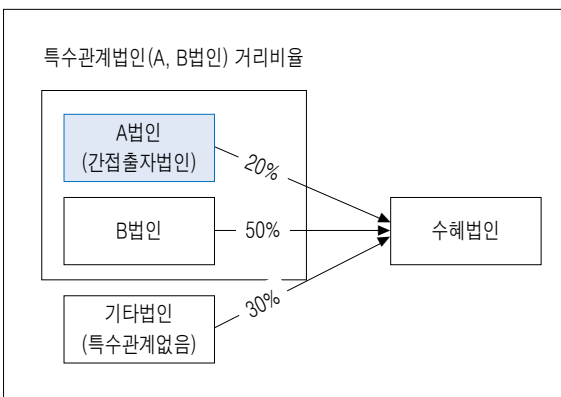 특수관계법인(A, B법인) 거리비율
A법인
(간접출자법인)
20%
B법인
50%
수혜법인
30%
기타법인
(특수관계없음)